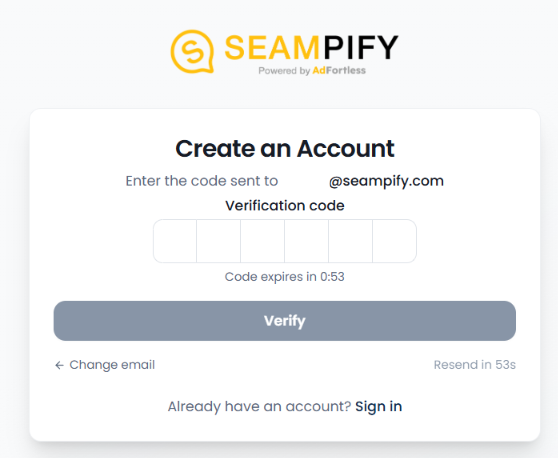 SEAMPIFY
Powered by AdFortless
Create an Account
Enter the code sent to @seampify.com
Verification code
Code expires in 0:53
Verify
← Change email
Resend in 53s
Already have an account? Sign in